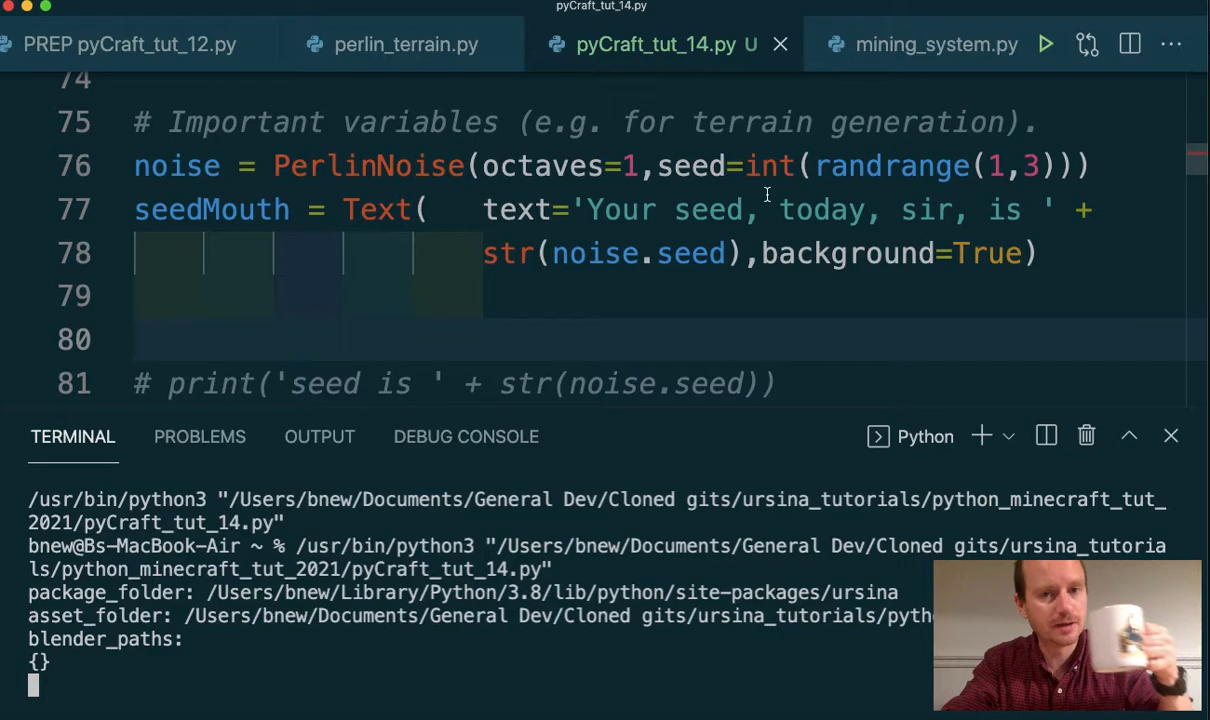 pyCraft_tut_14.py
PREP pyCraft_tut_12.py perlin_terrain.py pyCraft_tut_14.py U mining_system.py
74
75 # Important variables (e.g. for terrain generation).
76 noise = PerlinNoise(octaves=1,seed=int(randrange(1,3)))
77 seedMouth = Text( text='Your seed, today, sir, is ' +
78 str(noise.seed),background=True)
79
80
81 # print('seed is ' + str(noise.seed))
TERMINAL PROBLEMS OUTPUT DEBUG CONSOLE Python
/usr/bin/python3 "/Users/bnew/Documents/General Dev/Cloned gits/ursina_tutorials/python_minecraft_tut_
2021/pyCraft_tut_14.py"
bnew@Bs-MacBook-Air ~ % /usr/bin/python3 "/Users/bnew/Documents/General Dev/Cloned gits/ursina_tutoria
ls/python_minecraft_tut_2021/pyCraft_tut_14.py"
package_folder: /Users/bnew/Library/Python/3.8/lib/python/site-packages/ursina
asset_folder: /Users/bnew/Documents/General Dev/Cloned gits/ursina_tutorials/pyth
blender_paths:
{}